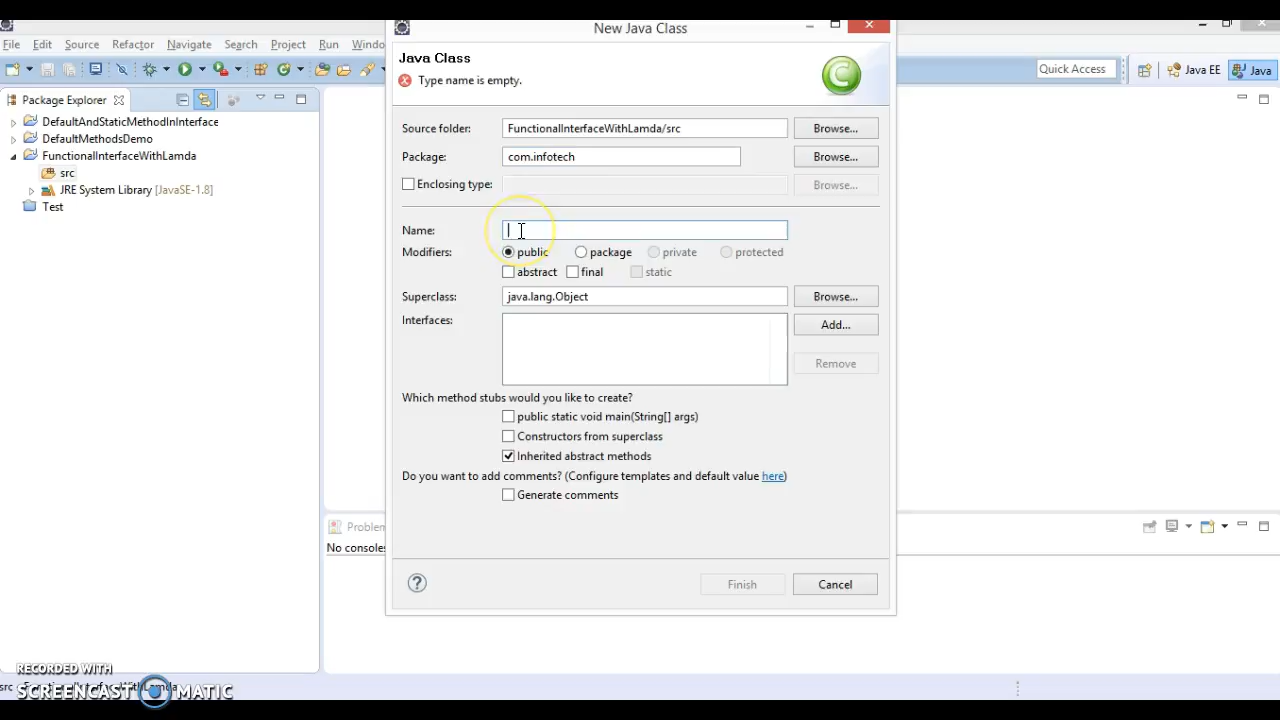 New Java Class
File Edit Source Refactor Navigate Search Project Run Windo
Java Class
Type name is empty.
Quick Access
Java EE
Java
Package Explorer
DefaultAndStaticMethodInInterface
DefaultMethodsDemo
FunctionalInterfaceWithLamda
src
JRE System Library [JavaSE-1.8]
Test
Source folder: FunctionalInterfaceWithLamda/src Browse...
Package: com.infotech Browse...
Enclosing type: Browse...
Name:
Modifiers: public package private protected
abstract final static
Superclass: java.lang.Object Browse...
Interfaces: Add...
Remove
Which method stubs would you like to create?
public static void main(String[] args)
Constructors from superclass
Inherited abstract methods
Do you want to add comments? (Configure templates and default value here)
Generate comments
Problem
No consoles
Finish Cancel
RECORDED WITH
SCREENCAST MATIC